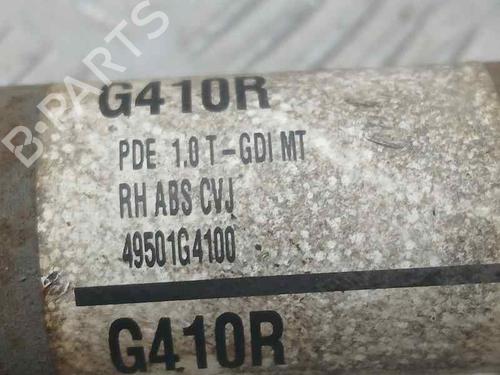 B-PARTS
G410R
PDE 1.0 T-GDI MT
RH ABS CVJ
49501G4100
G410R